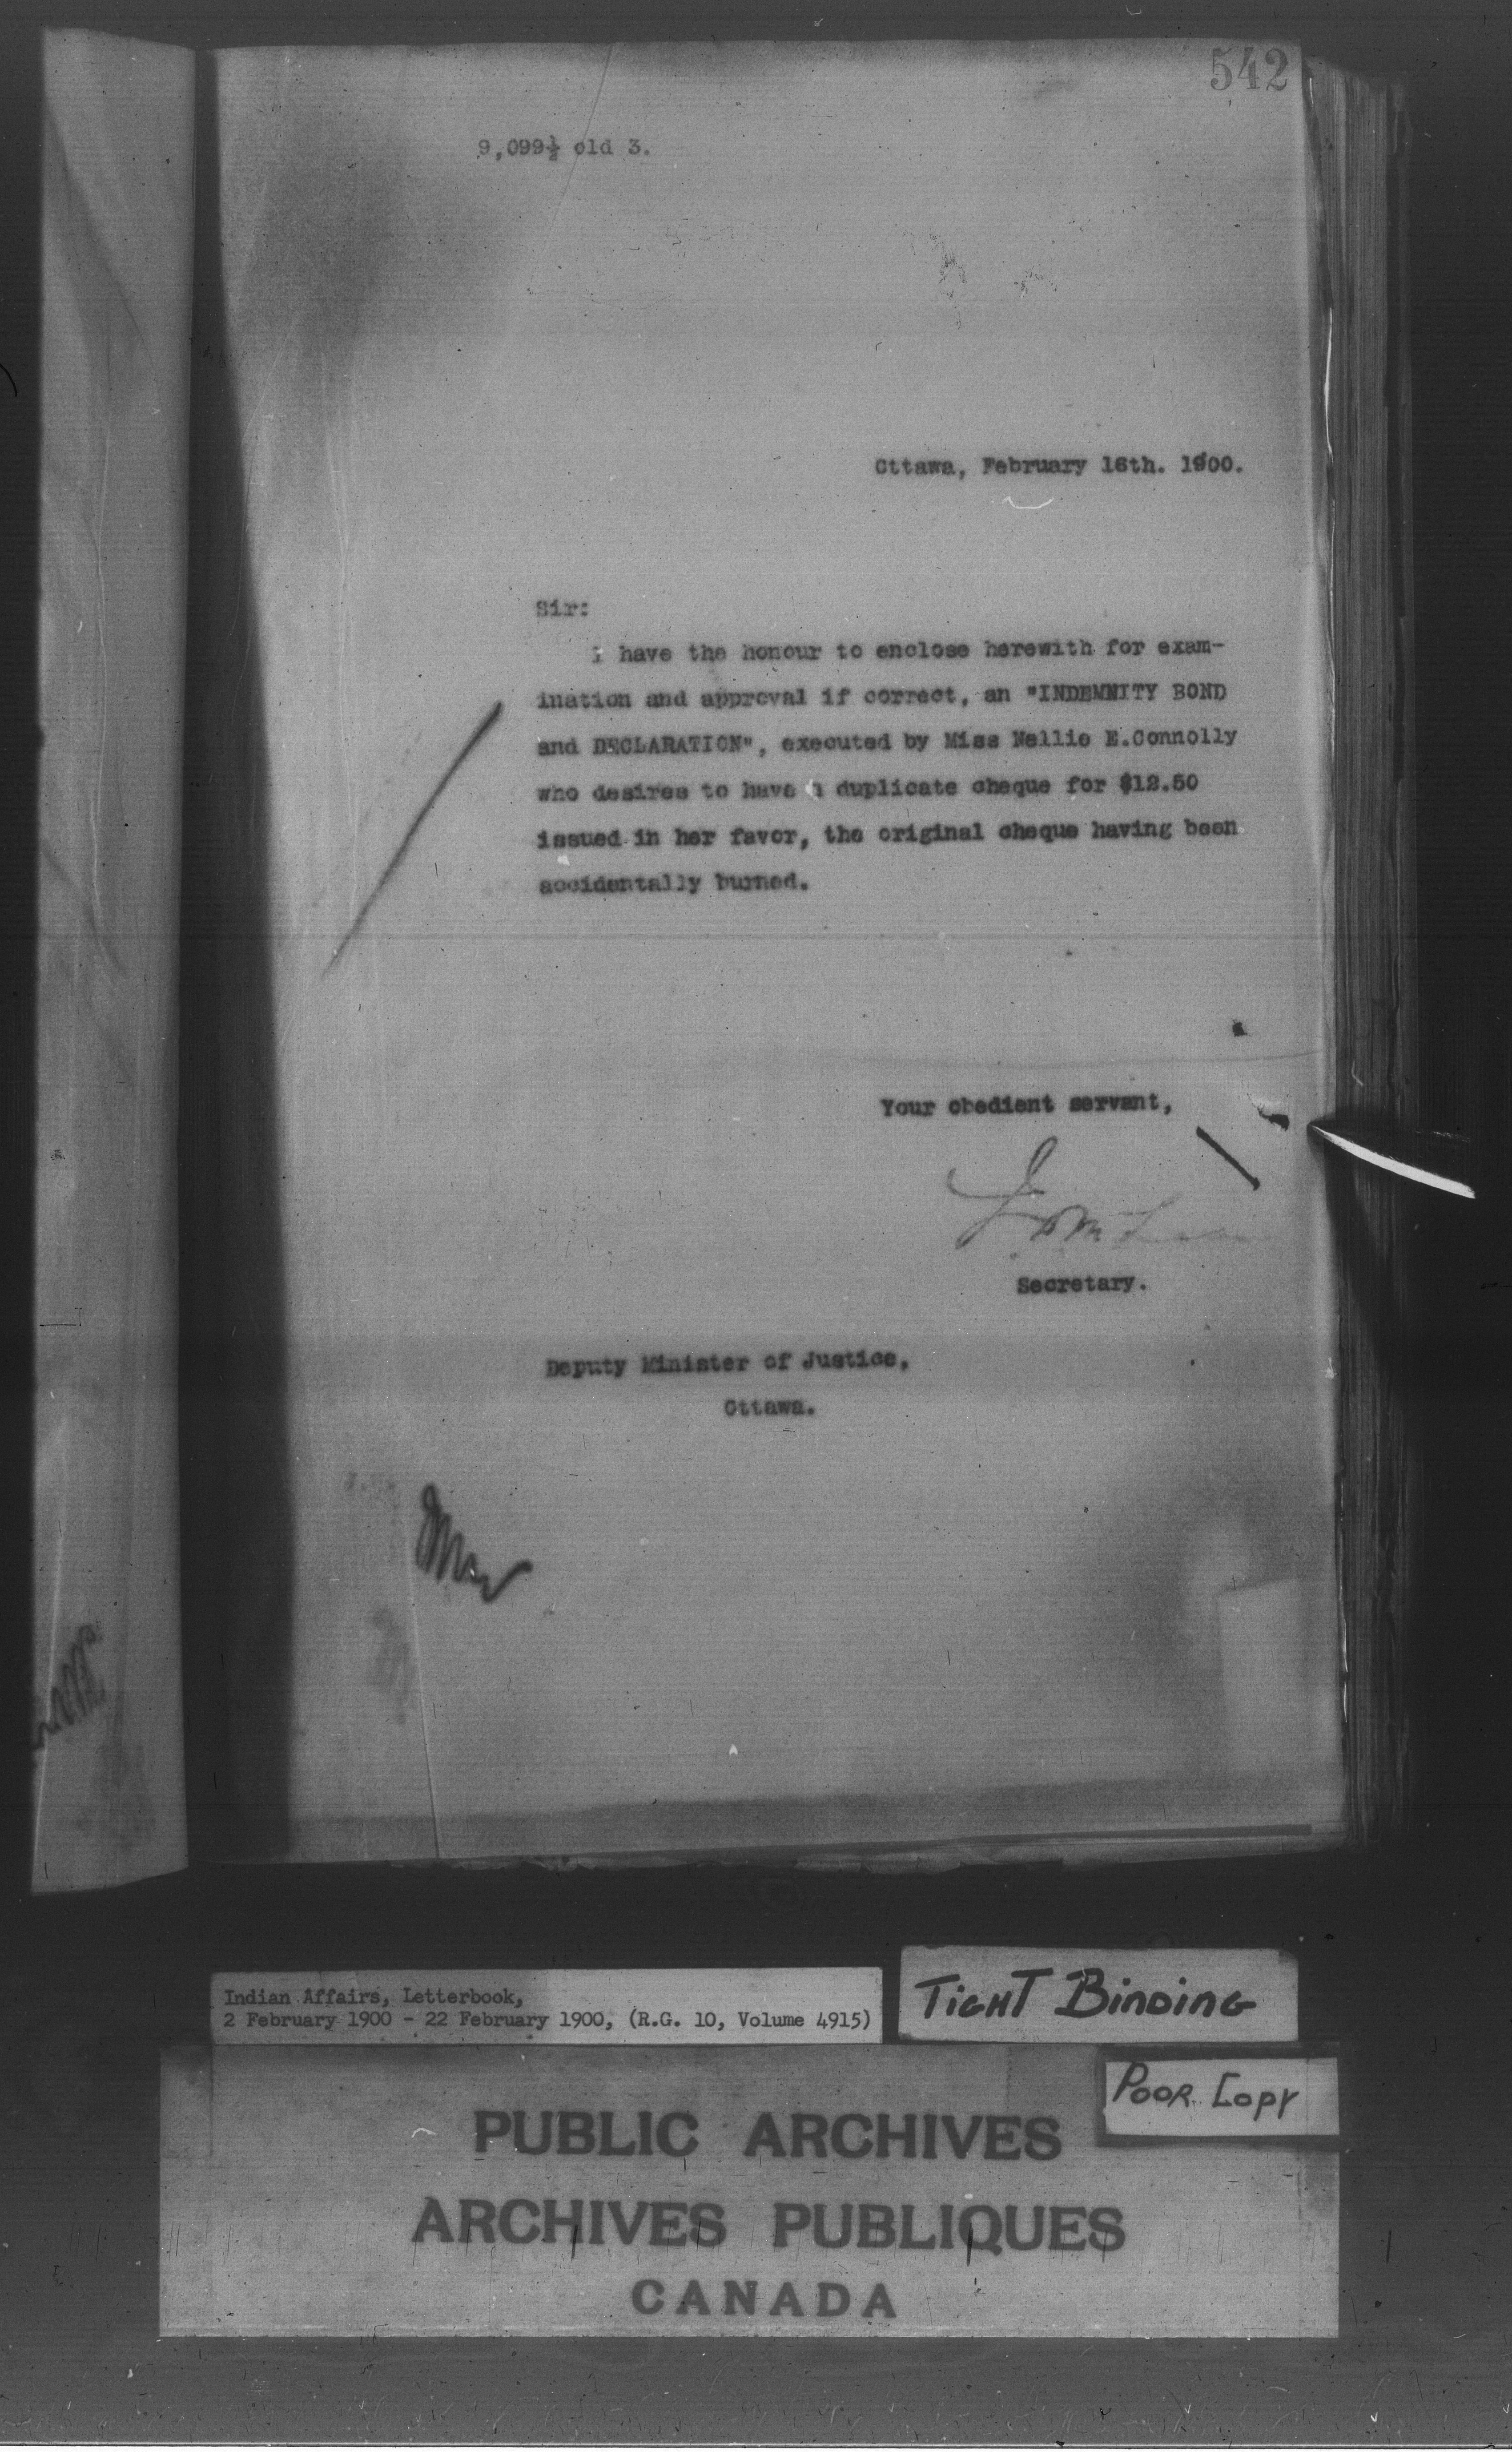 542
9,099½ old 3.
Ottawa, February 16th. 1900.
Sir:
I have the honour to enclose herewith for exam-
ination and approval if correct, an "INDEMNITY BOND
and DECLARATION", executed by Miss Nellie E.Connolly
who desires to have a duplicate cheque for $12.50
issued in her favor, the original cheque having been
accidentally burned.
Your obedient servant,
Secretary.
Deputy Minister of Justice,
Ottawa.
Indian Affairs, Letterbook,
2 February 1900 - 22 February 1900, (R.G. 10, Volume 4915)
TIGHT BINDING
POOR COPY
PUBLIC ARCHIVES
ARCHIVES PUBLIQUES
CANADA